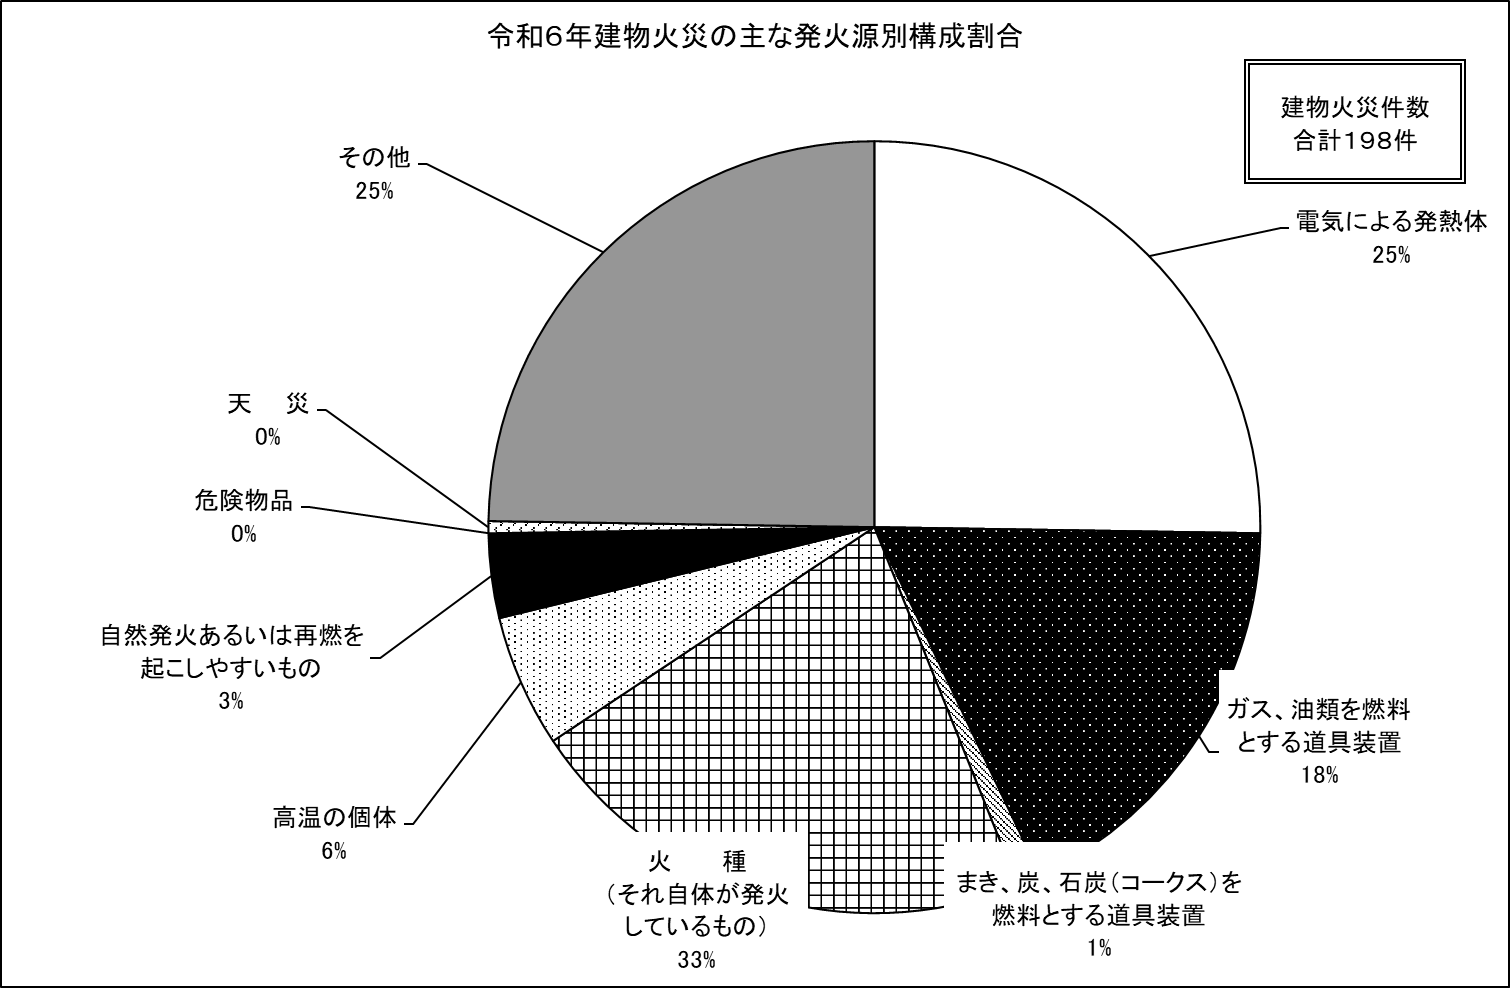 令和6年建物火災の主な発火源別構成割合
建物火災件数
合計198件
その他
25%
電気による発熱体
25%
天　災
0%
危険物品
0%
自然発火あるいは再燃を
起こしやすいもの
3%
ガス、油類を燃料
とする道具装置
18%
高温の個体
6%
火　種
（それ自体が発火
しているもの）
33%
まき、炭、石炭（コークス）を
燃料とする道具装置
1%